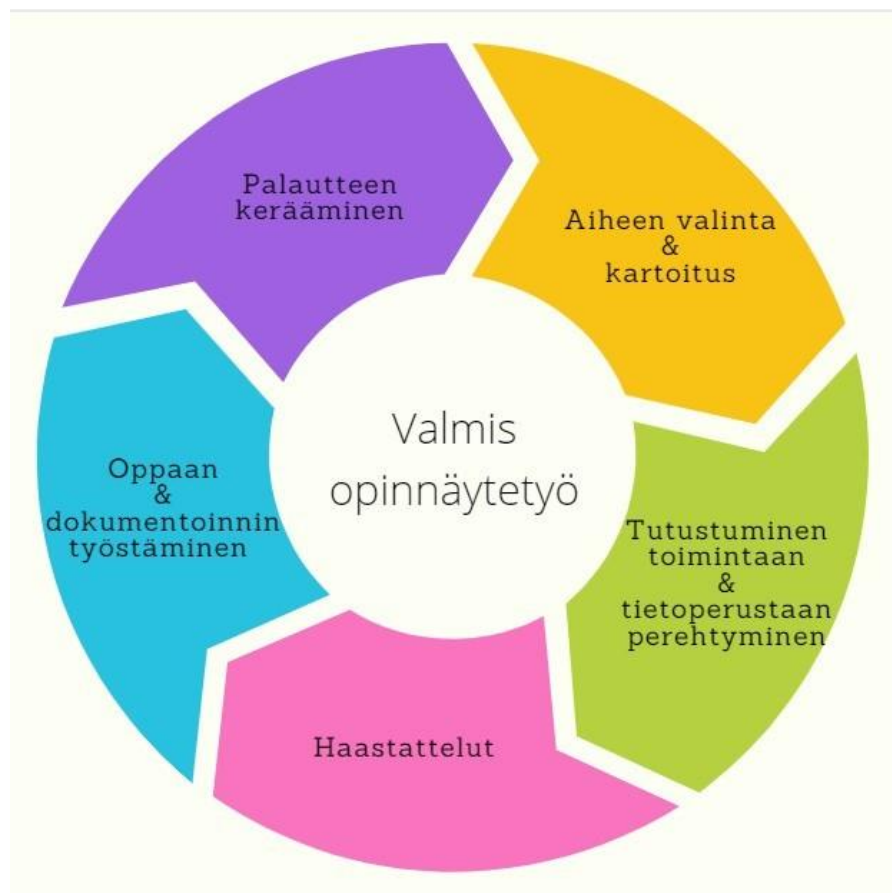 Palautteen
kerääminen
Aiheen valinta
&
kartoitus
Valmis
opinnäytetyö
Oppaan
&
dokumentoinnin
työstäminen
Tutustuminen
toimintaan
&
tietoperustaan
perehtyminen
Haastattelut